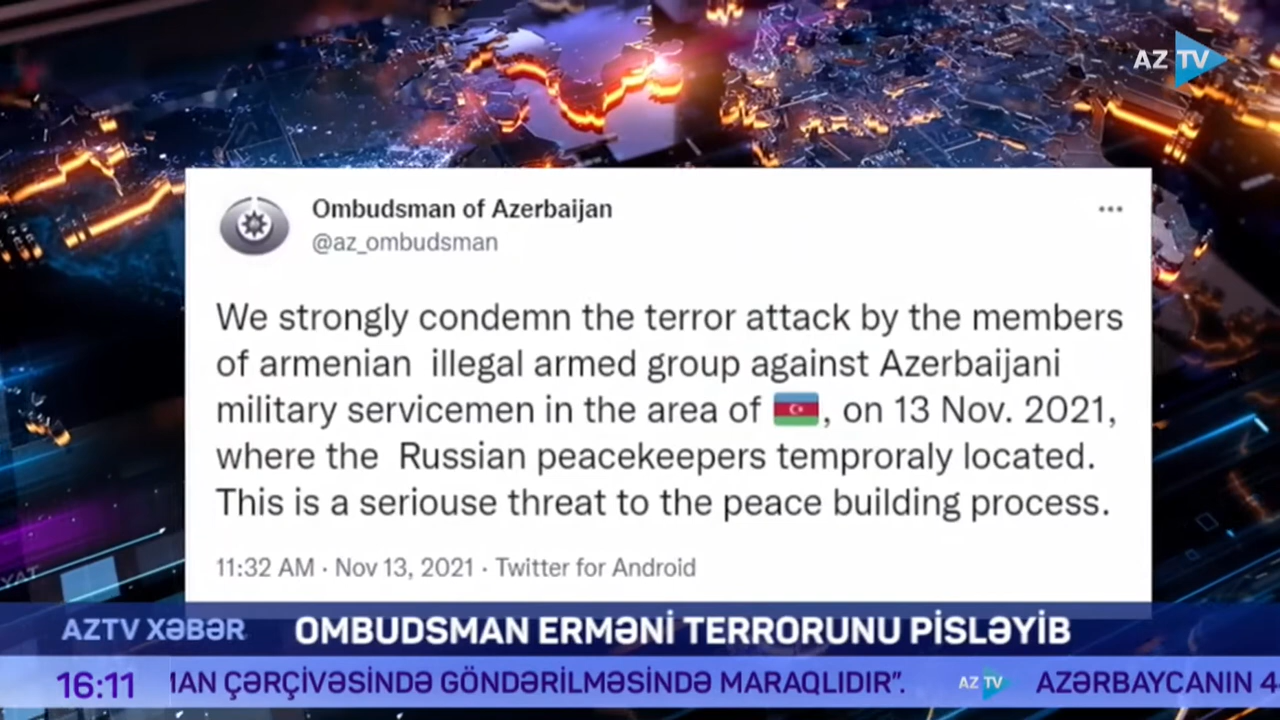 AZ TV
Ombudsman of Azerbaijan
@az_ombudsman
We strongly condemn the terror attack by the members
of armenian illegal armed group against Azerbaijani
military servicemen in the area of 🇦🇿, on 13 Nov. 2021,
where the Russian peacekeepers temproraly located.
This is a seriouse threat to the peace building process.
11:32 AM · Nov 13, 2021 · Twitter for Android
AZTV XƏBƏR
OMBUDSMAN ERMƏNİ TERRORUNU PİSLƏYİB
16:11 ÇƏRÇİVƏSİNDƏ GÖNDƏRİLMƏSİNDƏ MARAQLIDIR”. AZ TV AZƏRBAYCANIN